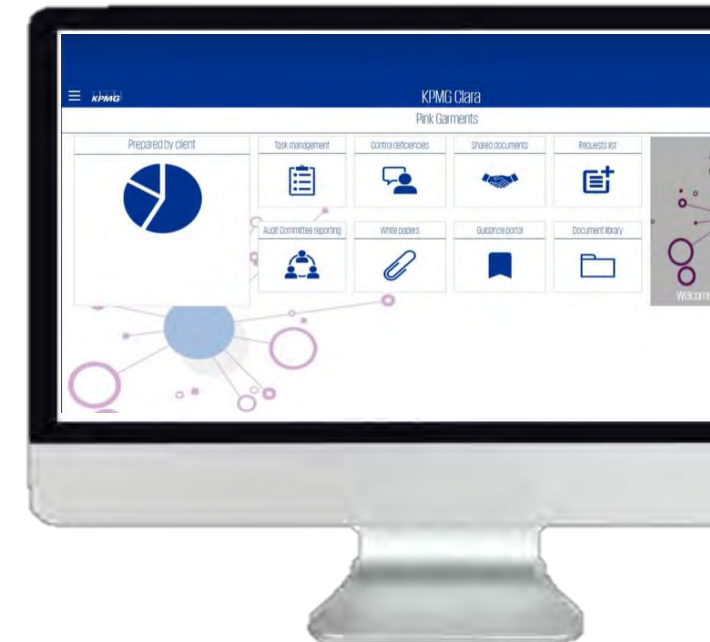 KPMG
KPMG Clara
Pink Garments
Prepared by client
Task management
Control deficiencies
Shared documents
Requests list
Audit Committee reporting
White papers
Guidance portal
Document library
Welcome